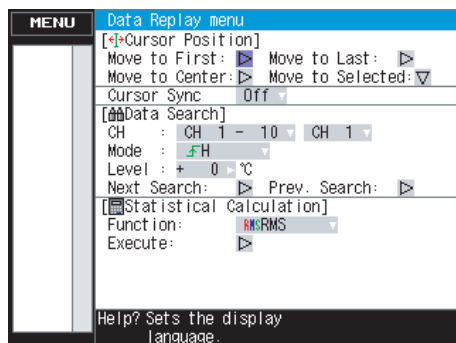 MENU
Data Replay menu
[Cursor Position]
Move to First: Move to Last:
Move to Center: Move to Selected:
Cursor Sync Off
[Data Search]
CH : CH 1 - 10 CH 1
Mode : H
Level : + 0 °C
Next Search: Prev. Search:
[Statistical Calculation]
Function: RMSRMS
Execute:
Help? Sets the display
language.